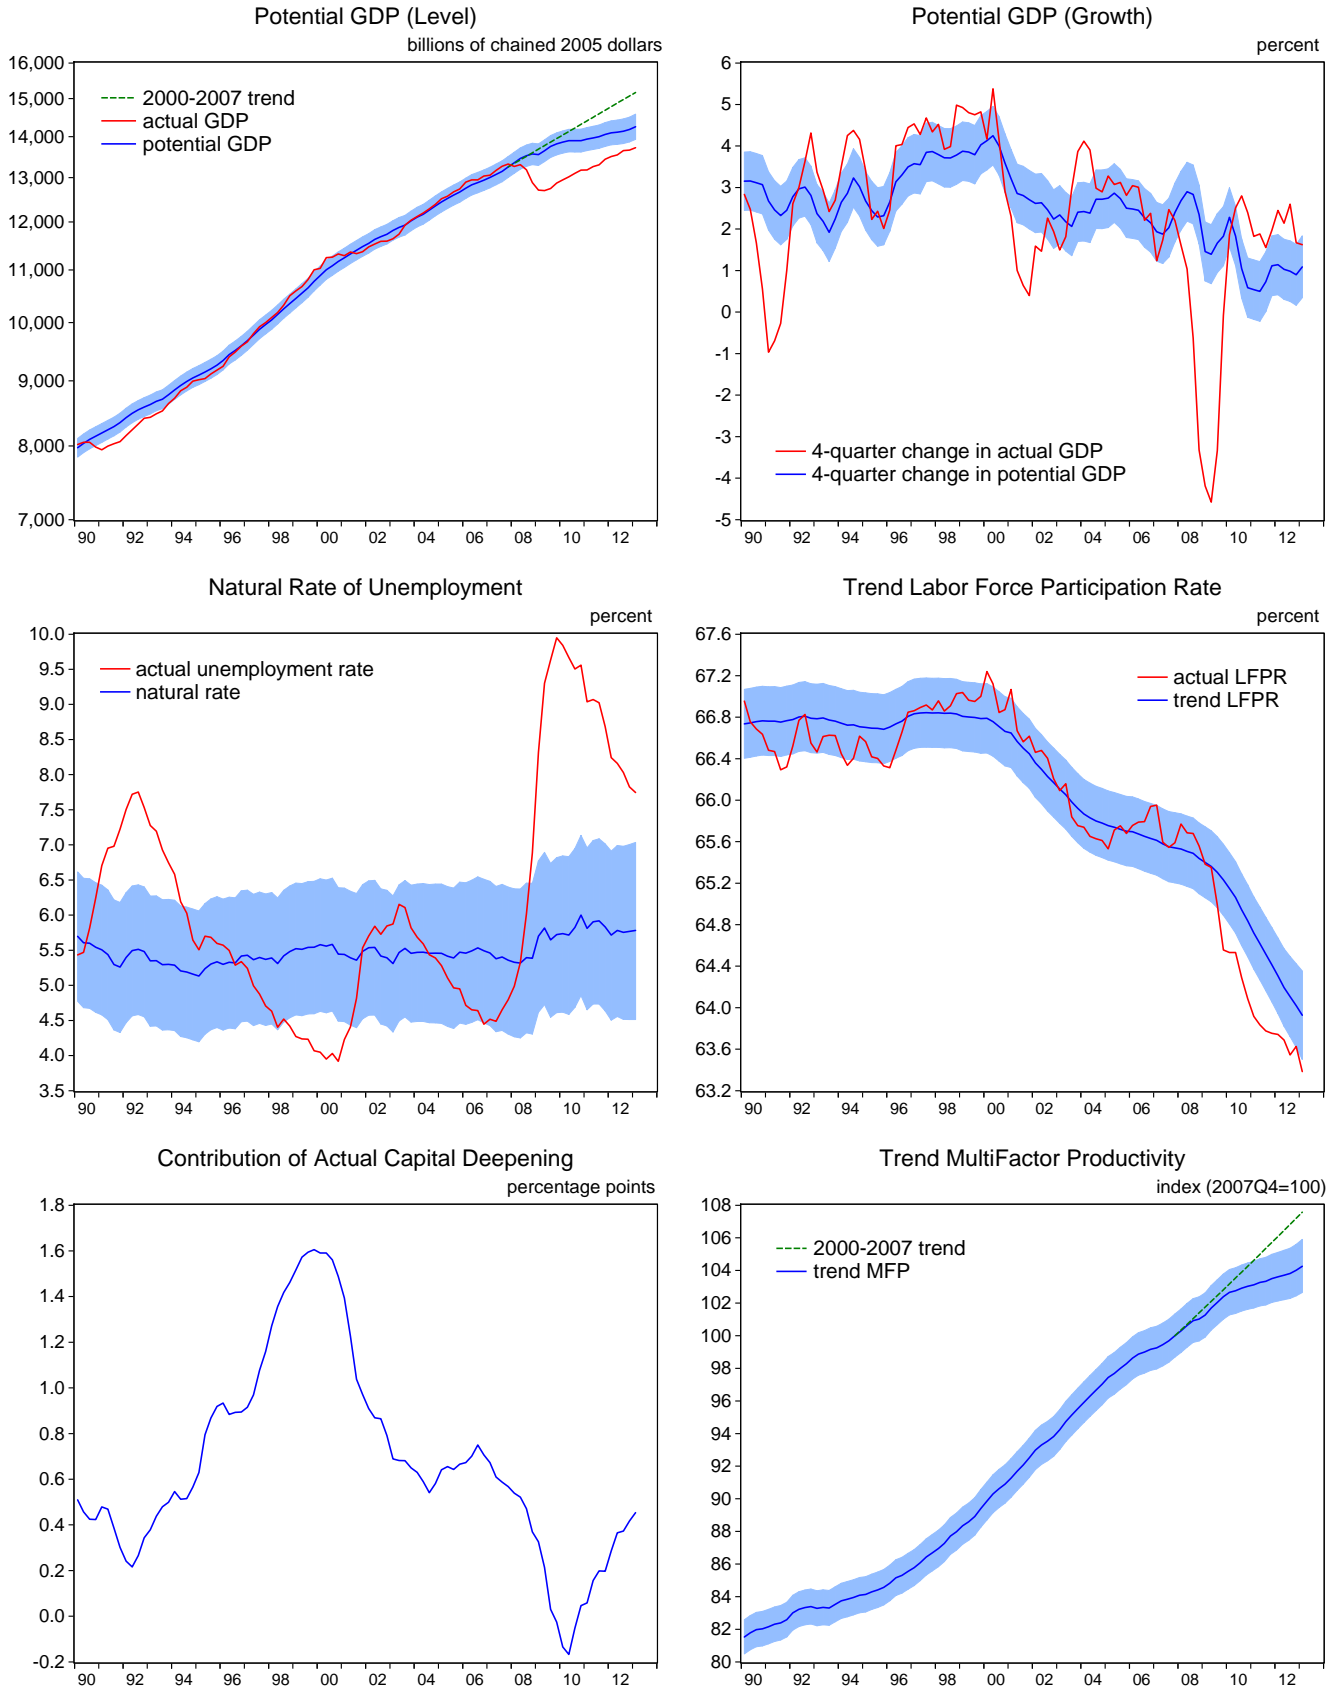 Potential GDP (Level)
billions of chained 2005 dollars
16,000
15,000
14,000
13,000
12,000
11,000
10,000
9,000
8,000
7,000
2000-2007 trend
actual GDP
potential GDP
90 92 94 96 98 00 02 04 06 08 10 12
Potential GDP (Growth)
percent
6
5
4
3
2
1
0
-1
-2
-3
-4
-5
4-quarter change in actual GDP
4-quarter change in potential GDP
90 92 94 96 98 00 02 04 06 08 10 12
Natural Rate of Unemployment
percent
10.0
9.5
9.0
8.5
8.0
7.5
7.0
6.5
6.0
5.5
5.0
4.5
4.0
3.5
actual unemployment rate
natural rate
90 92 94 96 98 00 02 04 06 08 10 12
Trend Labor Force Participation Rate
percent
67.6
67.2
66.8
66.4
66.0
65.6
65.2
64.8
64.4
64.0
63.6
63.2
actual LFPR
trend LFPR
90 92 94 96 98 00 02 04 06 08 10 12
Contribution of Actual Capital Deepening
percentage points
1.8
1.6
1.4
1.2
1.0
0.8
0.6
0.4
0.2
0.0
-0.2
90 92 94 96 98 00 02 04 06 08 10 12
Trend MultiFactor Productivity
index (2007Q4=100)
108
106
104
102
100
98
96
94
92
90
88
86
84
82
80
2000-2007 trend
trend MFP
90 92 94 96 98 00 02 04 06 08 10 12